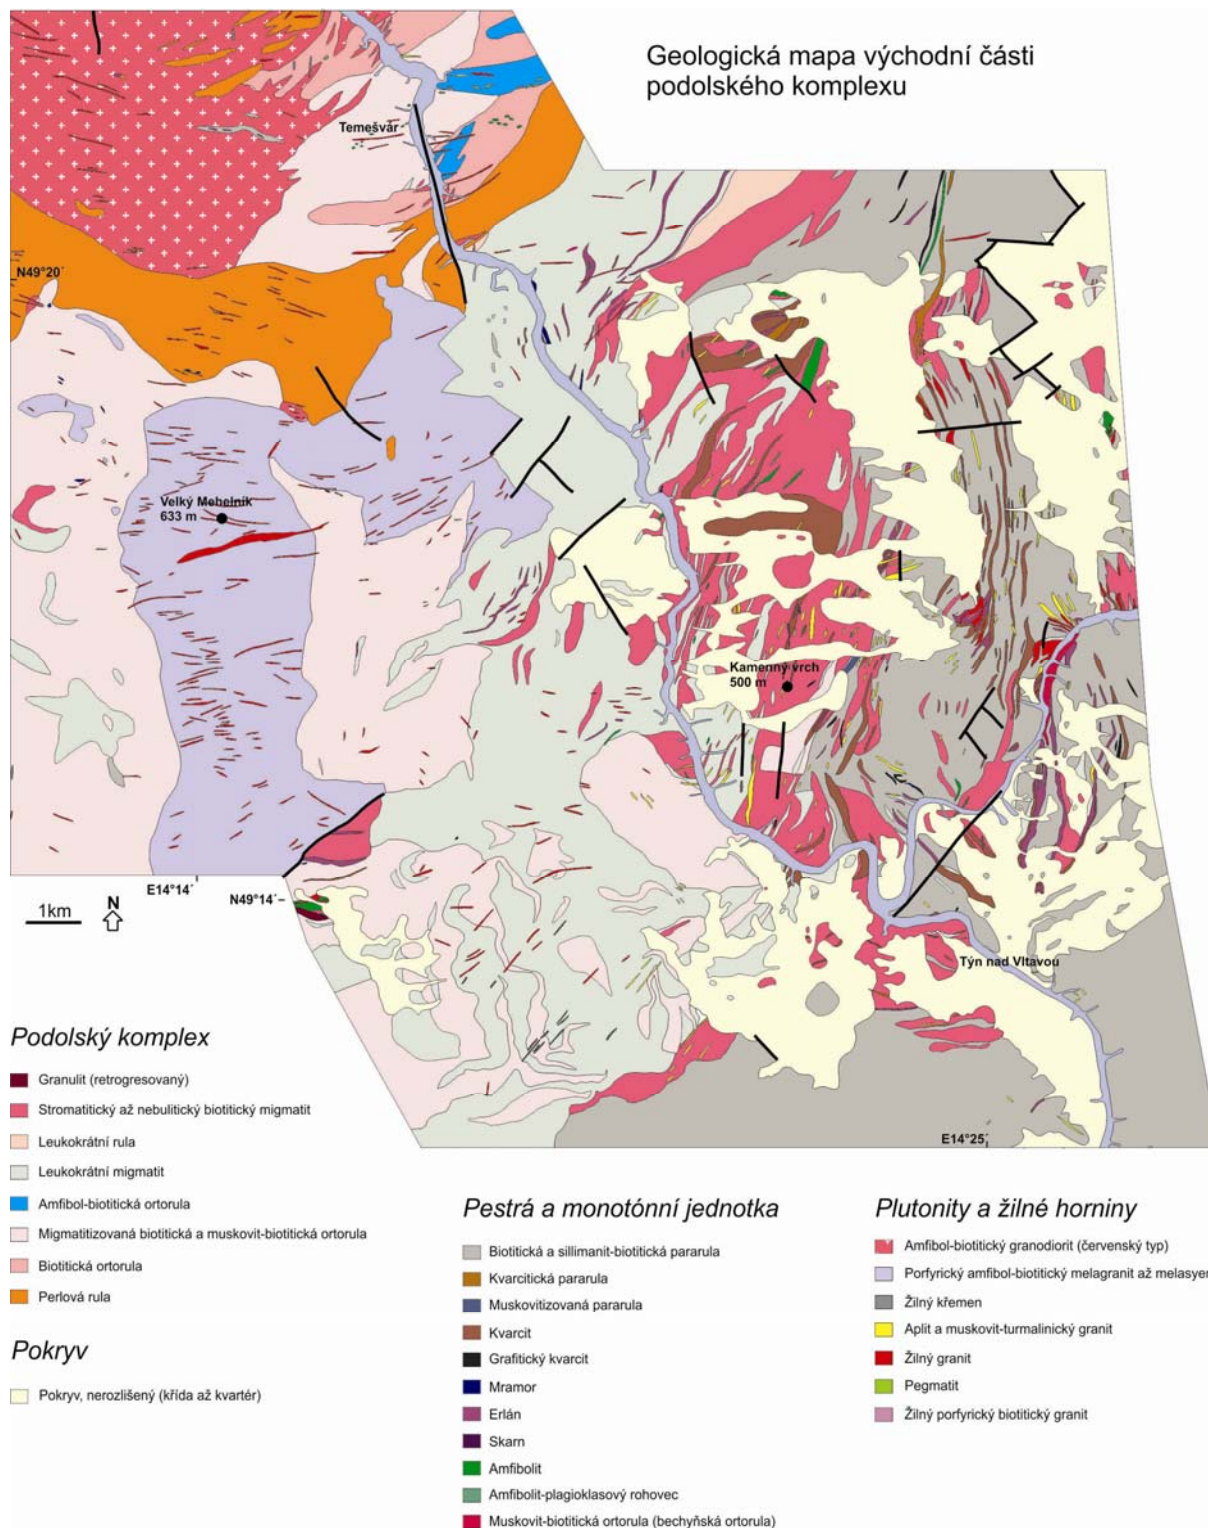 Geologická mapa východní části
podolského komplexu
Temešvár
N49°20´
Velký Mehelník
633 m
Kamenný vrch
500 m
E14°14´
N49°14´
1km
N
Týn nad Vltavou
E14°25´
Podolský komplex
Granulit (retrogresovaný)
Stromatitický až nebulitický biotitický migmatit
Leukokrátní rula
Leukokrátní migmatit
Amfibol-biotitická ortorula
Migmatitizovaná biotitická a muskovit-biotitická ortorula
Biotitická ortorula
Perlová rula
Pokryv
Pokryv, nerozlišený (křída až kvartér)
Pestrá a monotónní jednotka
Biotitická a sillimanit-biotitická pararula
Kvarcitická pararula
Muskovitizovaná pararula
Kvarcit
Grafitický kvarcit
Mramor
Erlán
Skarn
Amfibolit
Amfibolit-plagioklasový rohovec
Muskovit-biotitická ortorula (bechyňská ortorula)
Plutonity a žilné horniny
Amfibol-biotitický granodiorit (červenský typ)
Porfyrický amfibol-biotitický melagranit až melasyen
Žilný křemen
Aplit a muskovit-turmalinický granit
Žilný granit
Pegmatit
Žilný porfyrický biotitický granit